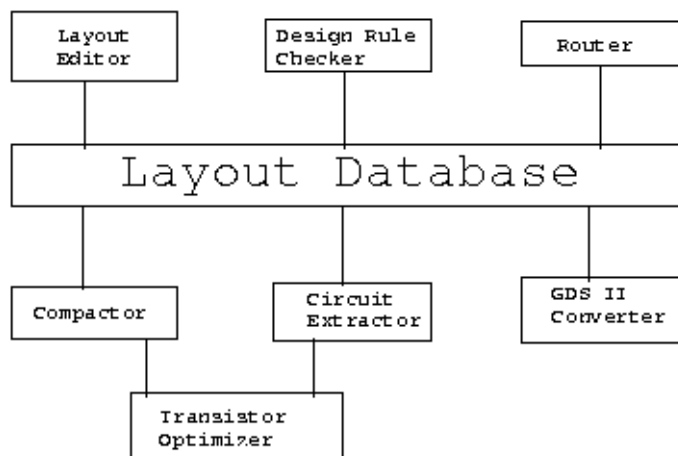 Layout
Editor
Design Rule
Checker
Router
Layout Database
Compactor
Circuit
Extractor
GDS II
Converter
Transistor
Optimizer